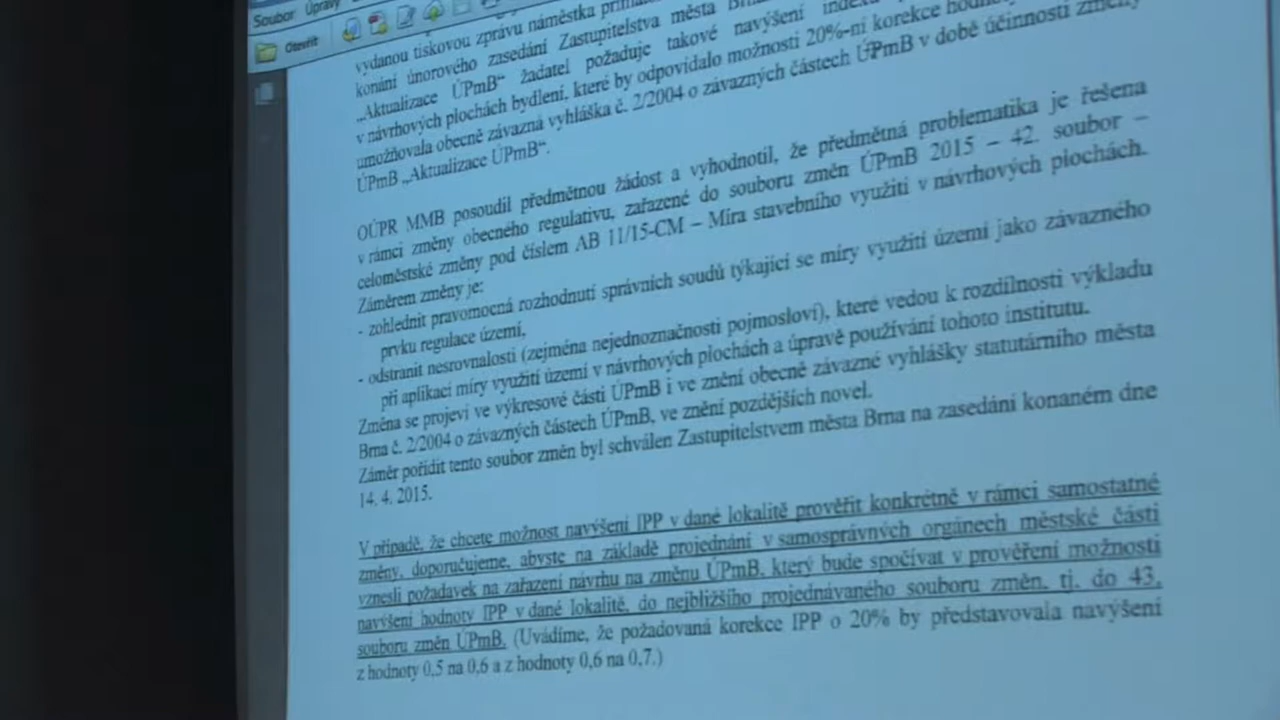 Soubor Úpravy
Otevřít
vydanou tiskovou zprávu náměstka
konání únorového zasedání Zastupitelstva města
„Aktualizace ÚPmB“ žadatel požaduje takové navýšení
v návrhových plochách bydlení, které by odpovídalo možnosti 20%-ní korekce
umožňovala obecně závazná vyhláška č. 2/2004 o závazných částech ÚPmB v době účinnosti změny
ÚPmB „Aktualizace ÚPmB“.
OÚPR MMB posoudil předmětnou žádost a vyhodnotil, že předmětná problematika je řešena
v rámci změny obecného regulativu, zařazené do souboru změn ÚPmB 2015 – 42. soubor –
celoměstské změny pod číslem AB 11/15-CM – Míra stavebního využití v návrhových plochách.
Záměrem změny je:
- zohlednit pravomocná rozhodnutí správních soudů týkající se míry využití území jako závazného
prvku regulace území,
- odstranit nesrovnalosti (zejména nejednoznačnosti pojmosloví), které vedou k rozdílnosti výkladu
při aplikaci míry využití území v návrhových plochách a úpravě používání tohoto institutu.
Změna se projeví ve výkresové části ÚPmB i ve znění obecně závazné vyhlášky statutárního města
Brna č. 2/2004 o závazných částech ÚPmB, ve znění pozdějších novel.
Záměr pořídit tento soubor změn byl schválen Zastupitelstvem města Brna na zasedání konaném dne
14. 4. 2015.
V případě, že chcete možnost navýšení IPP v dané lokalitě prověřit konkrétně v rámci samostatné
změny, doporučujeme, abyste na základě projednání v samosprávných orgánech městské části
vznesli požadavek na zařazení návrhu na změnu ÚPmB, který bude spočívat v prověření možnosti
navýšení hodnoty IPP v dané lokalitě, do nejbližšího projednávaného souboru změn, tj. do 43.
souboru změn ÚPmB. (Uvádíme, že požadovaná korekce IPP o 20% by představovala navýšení
z hodnoty 0,5 na 0,6 a z hodnoty 0,6 na 0,7.)